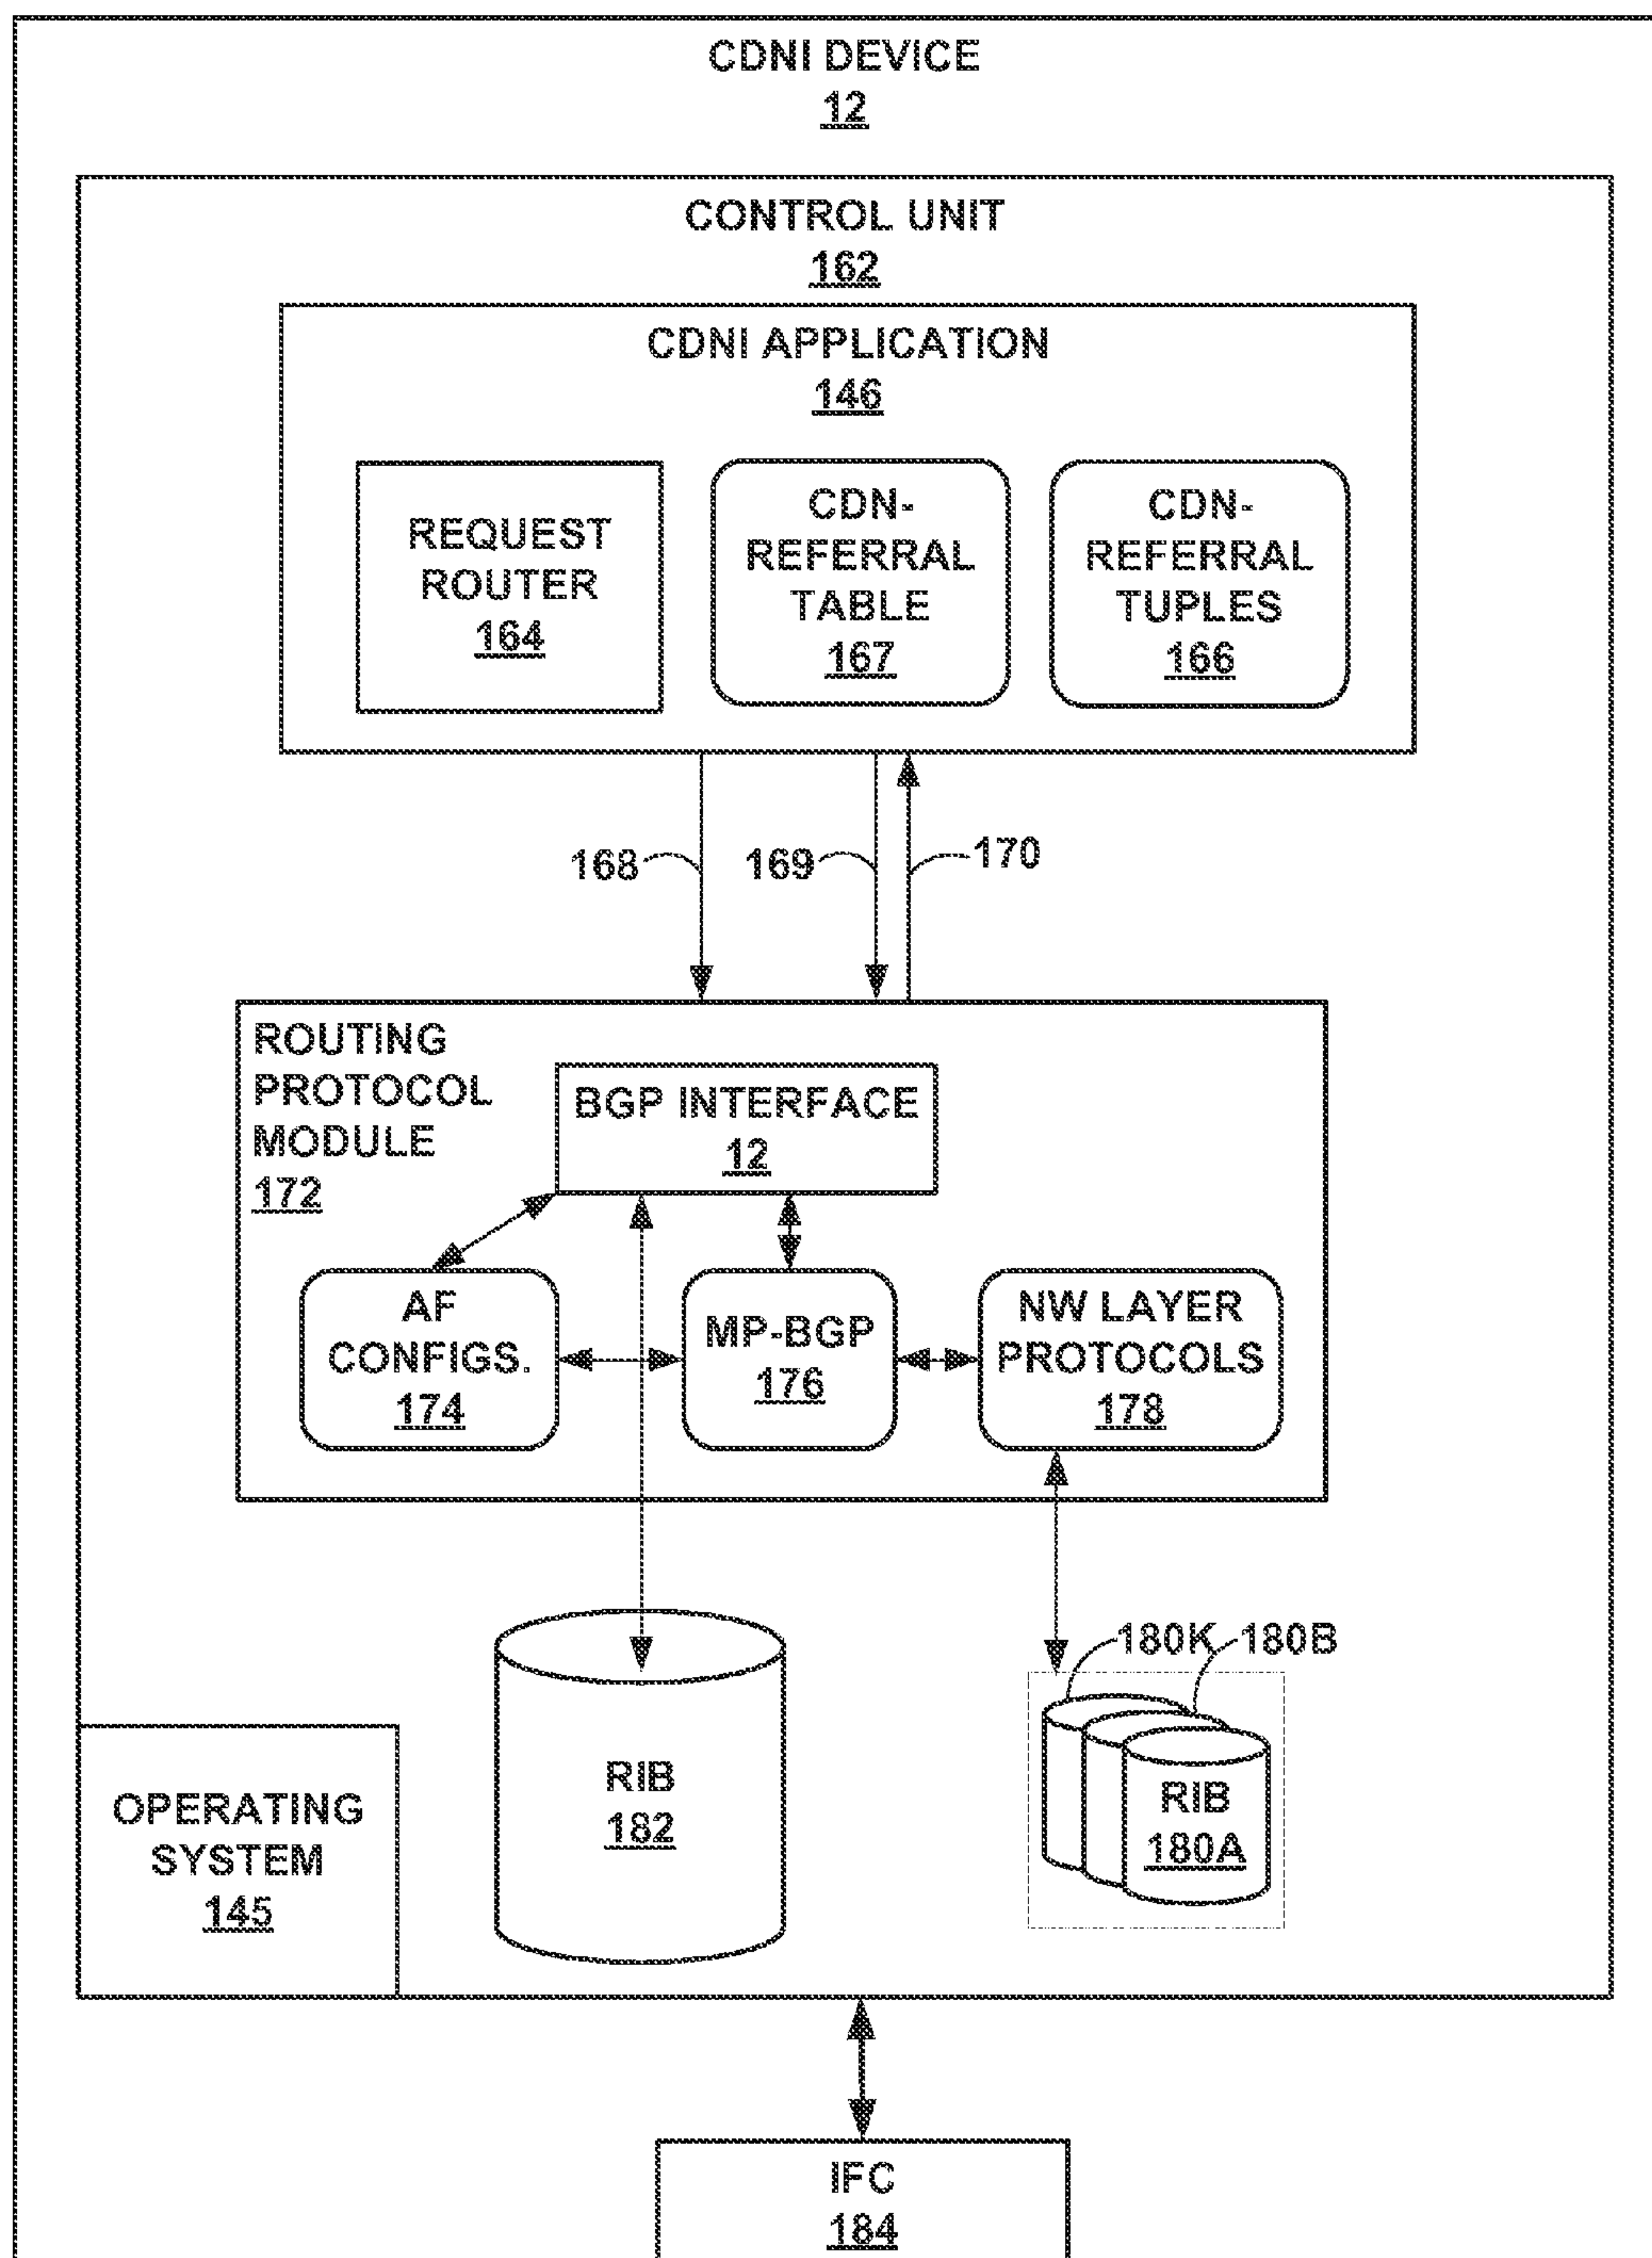 CDNI DEVICE
12
CONTROL UNIT
162
CDNI APPLICATION
146
REQUEST
ROUTER
164
CDN-
REFERRAL
TABLE
167
CDN-
REFERRAL
TUPLES
166
168
169
170
ROUTING
PROTOCOL
MODULE
172
BGP INTERFACE
12
AF
CONFIGS.
174
MP-BGP
176
NW LAYER
PROTOCOLS
178
180K
180B
RIB
182
RIB
180A
OPERATING
SYSTEM
145
IFC
184